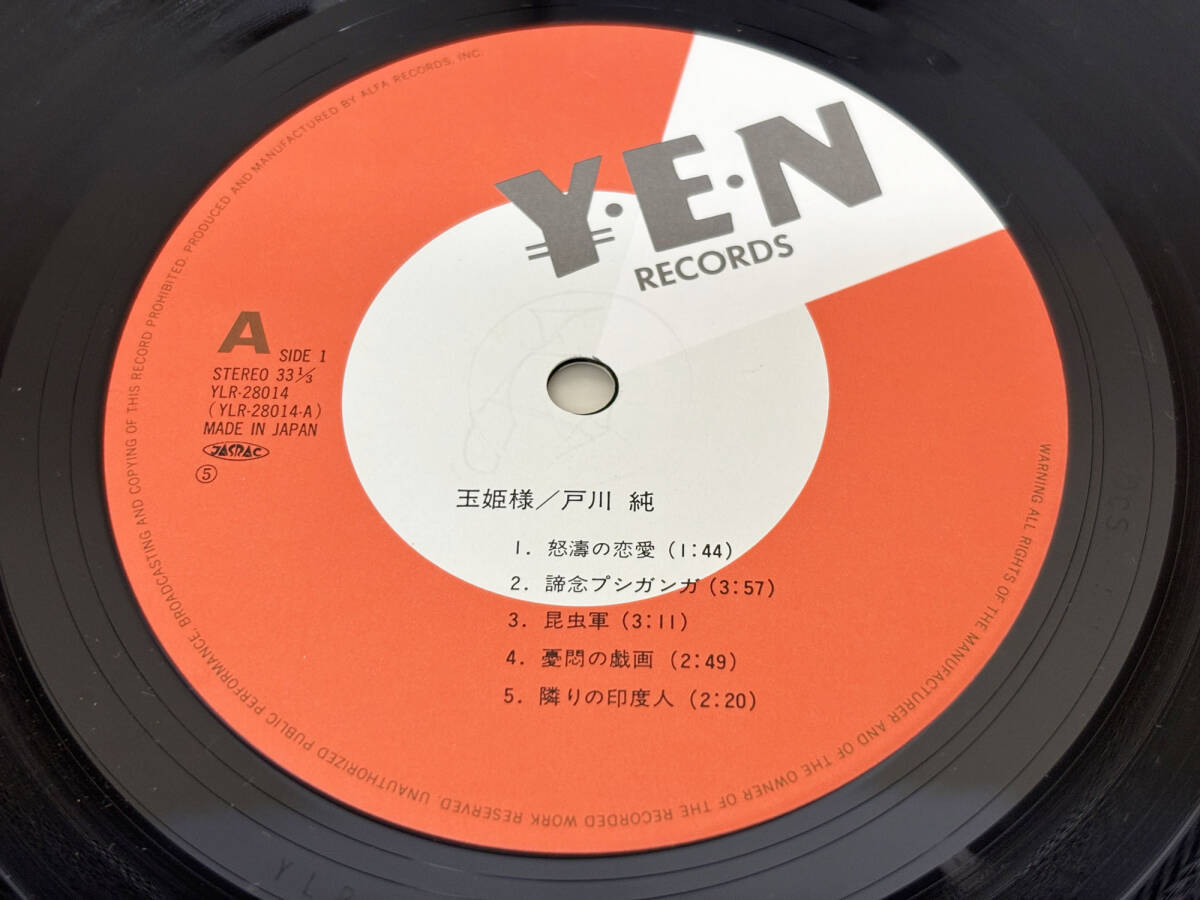 Y·E·N
RECORDS
A
SIDE 1
STEREO 33⅓
YLR-28014
(YLR-28014-A)
MADE IN JAPAN
JASRAC
⑤
玉姫様／戸川 純
1. 怒濤の恋愛 (1:44)
2. 諦念プシガンガ (3:57)
3. 昆虫軍 (3:11)
4. 憂悶の戯画 (2:49)
5. 隣りの印度人 (2:20)
WARNING ALL RIGHTS OF THE MANUFACTURER AND OF THE OWNER OF THE RECORDED WORK RESERVED. UNAUTHORIZED PUBLIC PERFORMANCE, BROADCASTING AND COPYING OF THIS RECORD PROHIBITED. PRODUCED AND MANUFACTURED BY ALFA RECORDS, INC.